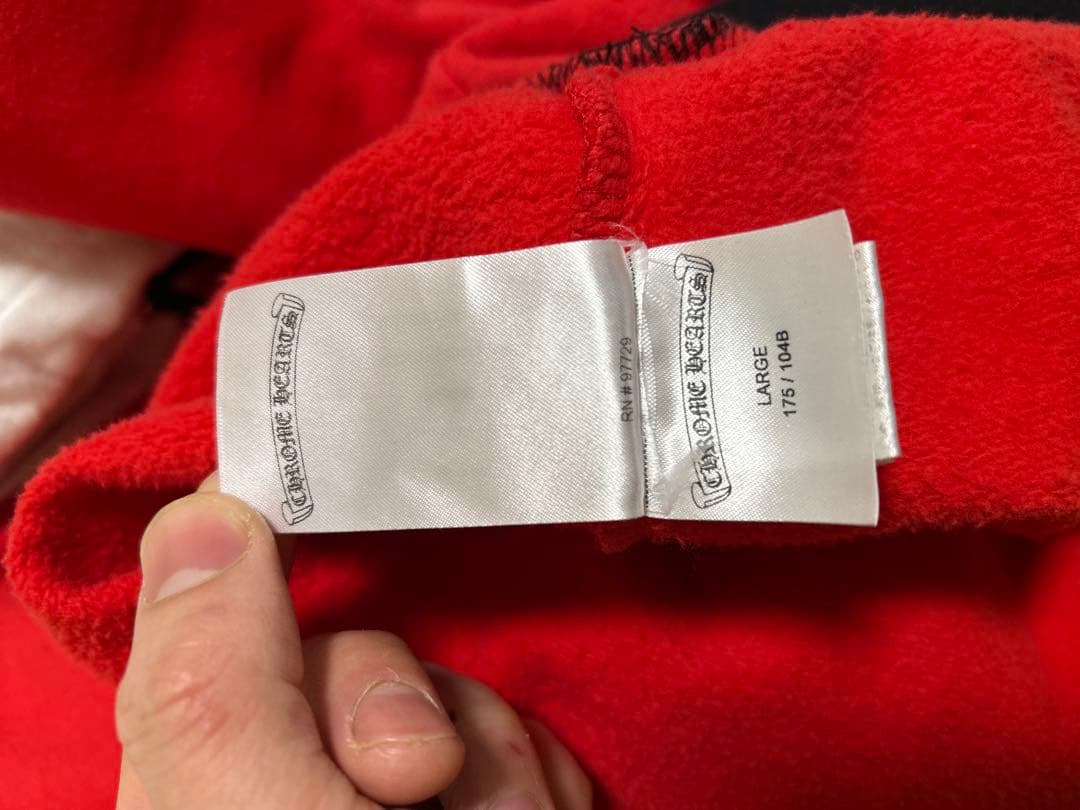 CHROME HEARTS
RN # 97729
CHROME HEARTS
LARGE
175 / 104B